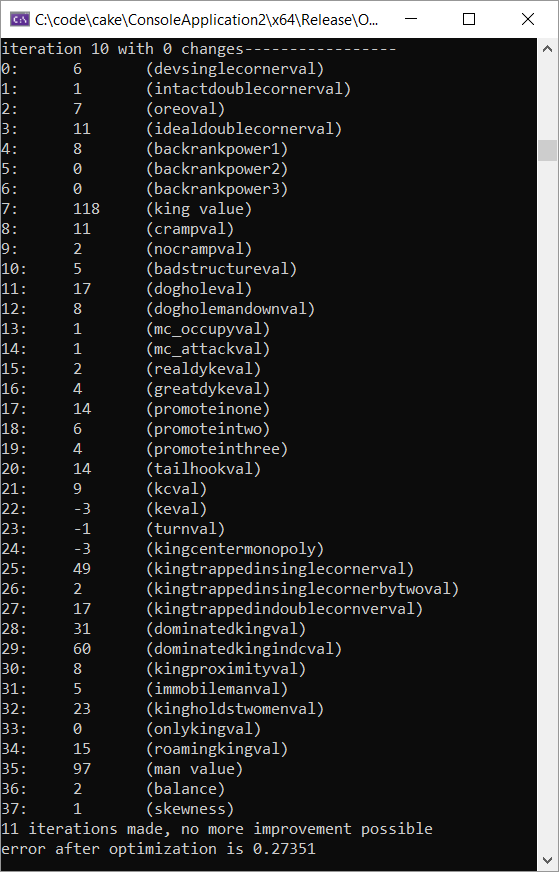 C:\code\cake\ConsoleApplication2\x64\Release\O...
iteration 10 with 0 changes-----------------
0: 6 (devsinglecornerval)
1: 1 (intactdoublecornerval)
2: 7 (oreoval)
3: 11 (idealdoublecornerval)
4: 8 (backrankpower1)
5: 0 (backrankpower2)
6: 0 (backrankpower3)
7: 118 (king value)
8: 11 (crampval)
9: 2 (nocrampval)
10: 5 (badstructureval)
11: 17 (dogholeval)
12: 8 (dogholemandownval)
13: 1 (mc_occupyval)
14: 1 (mc_attackval)
15: 2 (realdykeval)
16: 4 (greatdykeval)
17: 14 (promoteinone)
18: 6 (promoteintwo)
19: 4 (promoteinthree)
20: 14 (tailhookval)
21: 9 (kcval)
22: -3 (keval)
23: -1 (turnval)
24: -3 (kingcentermonopoly)
25: 49 (kingtrappedinsinglecornerval)
26: 2 (kingtrappedinsinglecornerbytwoval)
27: 17 (kingtrappedindoublecornverval)
28: 31 (dominatedkingval)
29: 60 (dominatedkingindcval)
30: 8 (kingproximityval)
31: 5 (immobilemanval)
32: 23 (kingholdstwomenval)
33: 0 (onlykingval)
34: 15 (roamingkingval)
35: 97 (man value)
36: 2 (balance)
37: 1 (skewness)
11 iterations made, no more improvement possible
error after optimization is 0.27351